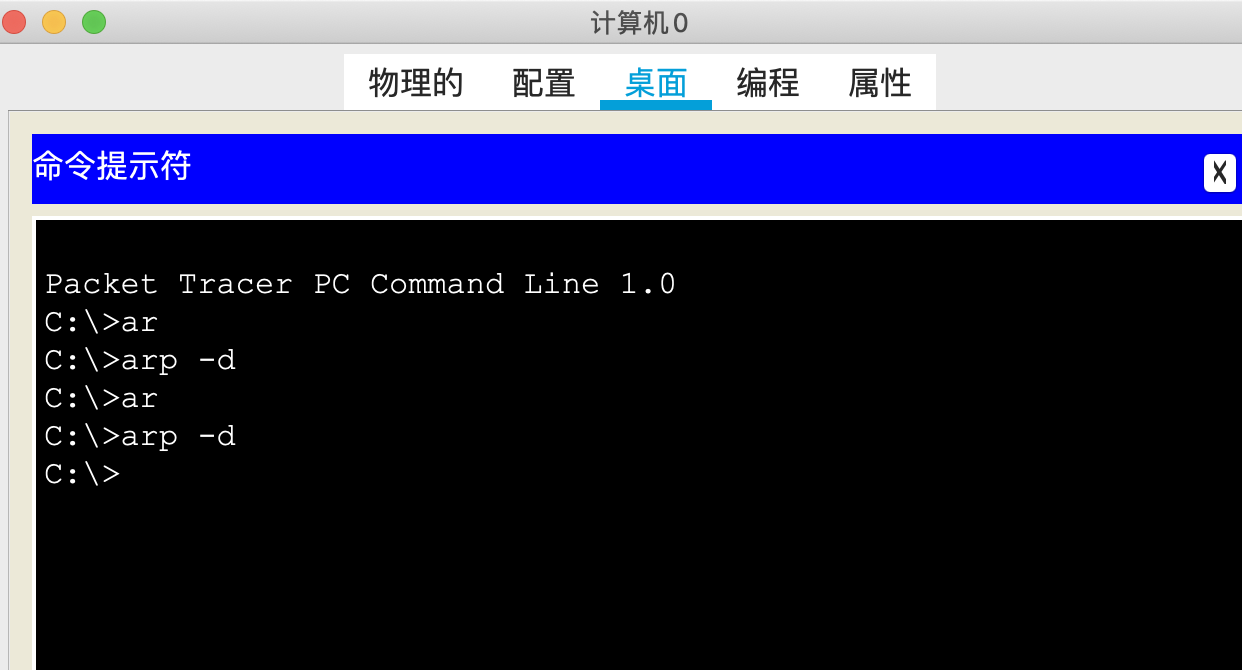 计算机0
物理的 配置 桌面 编程 属性
命令提示符
X
Packet Tracer PC Command Line 1.0
C:\>ar
C:\>arp -d
C:\>ar
C:\>arp -d
C:\>